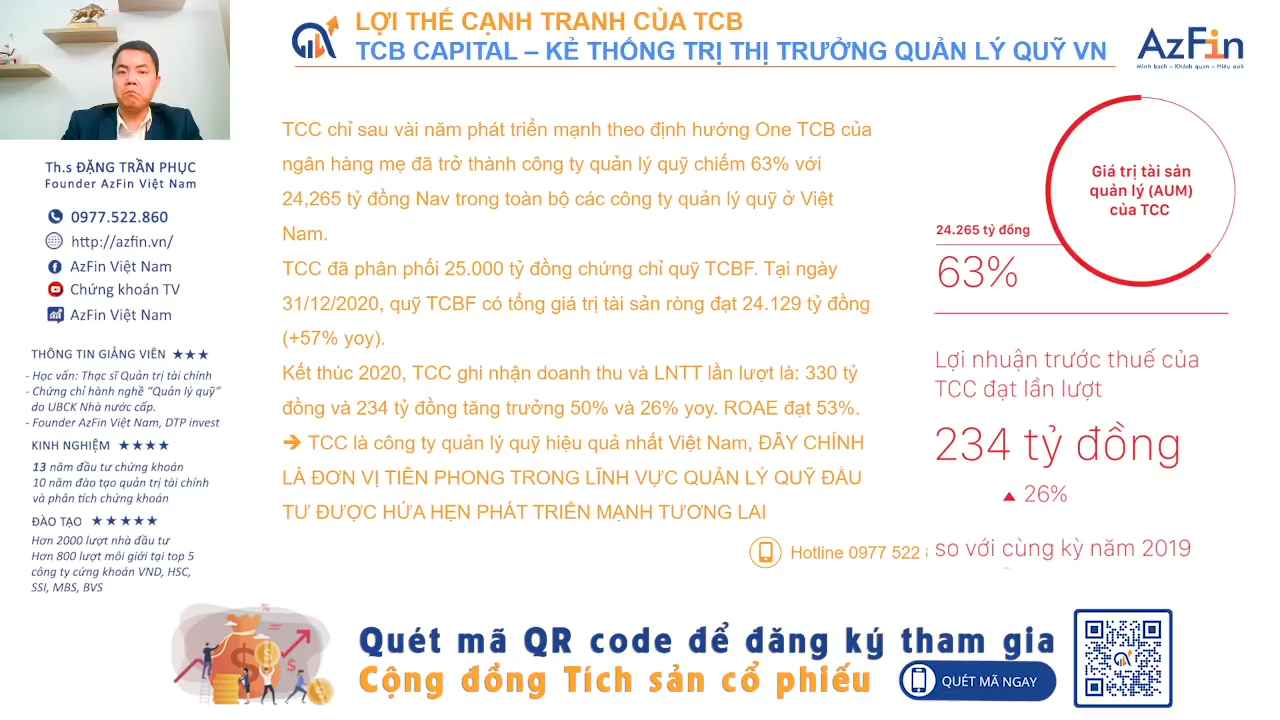 LỢI THẾ CẠNH TRANH CỦA TCB
TCB CAPITAL – KẺ THỐNG TRỊ THỊ TRƯỞNG QUẢN LÝ QUỸ VN
AzFin
Minh bạch – Khách quan – Hiệu quả
Th.s ĐẶNG TRẦN PHỤC
Founder AzFin Việt Nam
0977.522.860
http://azfin.vn/
AzFin Việt Nam
Chứng khoán TV
AzFin Việt Nam
THÔNG TIN GIẢNG VIÊN ★★★
- Học vấn: Thạc sĩ Quản trị tài chính
- Chứng chỉ hành nghề "Quản lý quỹ"
do UBCK Nhà nước cấp.
- Founder AzFin Việt Nam, DTP invest
KINH NGHIỆM ★★★★
13 năm đầu tư chứng khoán
10 năm đào tạo quản trị tài chính
và phân tích chứng khoán
ĐÀO TẠO ★★★★★
Hơn 2000 lượt nhà đầu tư
Hơn 800 lượt môi giới tại top 5
công ty cứng khoán VND, HSC,
SSI, MBS, BVS
TCC chỉ sau vài năm phát triển mạnh theo định hướng One TCB của
ngân hàng mẹ đã trở thành công ty quản lý quỹ chiếm 63% với
24,265 tỷ đồng Nav trong toàn bộ các công ty quản lý quỹ ở Việt
Nam.
TCC đã phân phối 25.000 tỷ đồng chứng chỉ quỹ TCBF. Tại ngày
31/12/2020, quỹ TCBF có tổng giá trị tài sản ròng đạt 24.129 tỷ đồng
(+57% yoy).
Kết thúc 2020, TCC ghi nhận doanh thu và LNTT lần lượt là: 330 tỷ
đồng và 234 tỷ đồng tăng trưởng 50% và 26% yoy. ROAE đạt 53%.
➔ TCC là công ty quản lý quỹ hiệu quả nhất Việt Nam, ĐÂY CHÍNH
LÀ ĐƠN VỊ TIÊN PHONG TRONG LĨNH VỰC QUẢN LÝ QUỸ ĐẦU
TƯ ĐƯỢC HỨA HẸN PHÁT TRIỂN MẠNH TƯƠNG LAI
Hotline 0977 522
Giá trị tài sản
quản lý (AUM)
của TCC
24.265 tỷ đồng
63%
Lợi nhuận trước thuế của
TCC đạt lần lượt
234 tỷ đồng
▲ 26%
so với cùng kỳ năm 2019
Quét mã QR code để đăng ký tham gia
Cộng đồng Tích sản cổ phiếu
QUÉT MÃ NGAY